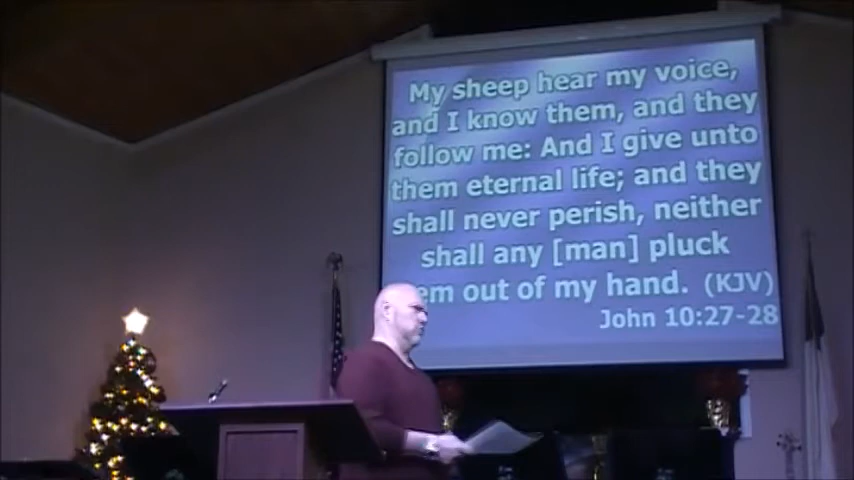 My sheep hear my voice,
and I know them, and they
follow me: And I give unto
them eternal life; and they
shall never perish, neither
shall any [man] pluck
em out of my hand. (KJV)
John 10:27-28